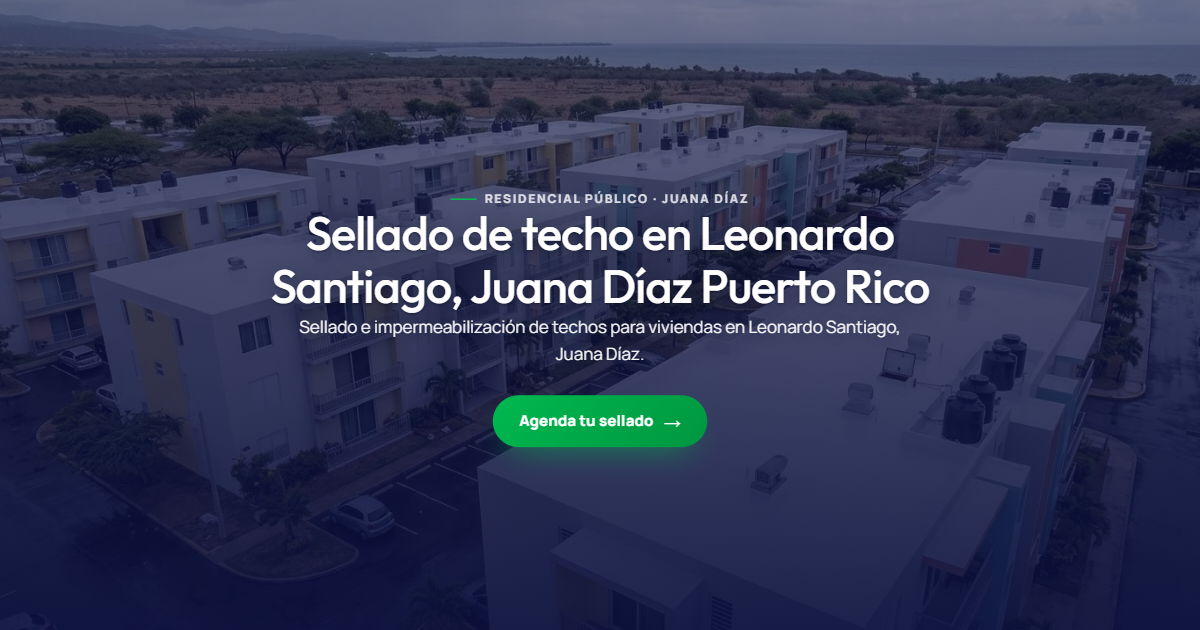 RESIDENCIAL PÚBLICO · JUANA DÍAZ
Sellado de techo en Leonardo
Santiago, Juana Díaz Puerto Rico
Sellado e impermeabilización de techos para viviendas en Leonardo Santiago,
Juana Díaz.
Agenda tu sellado →